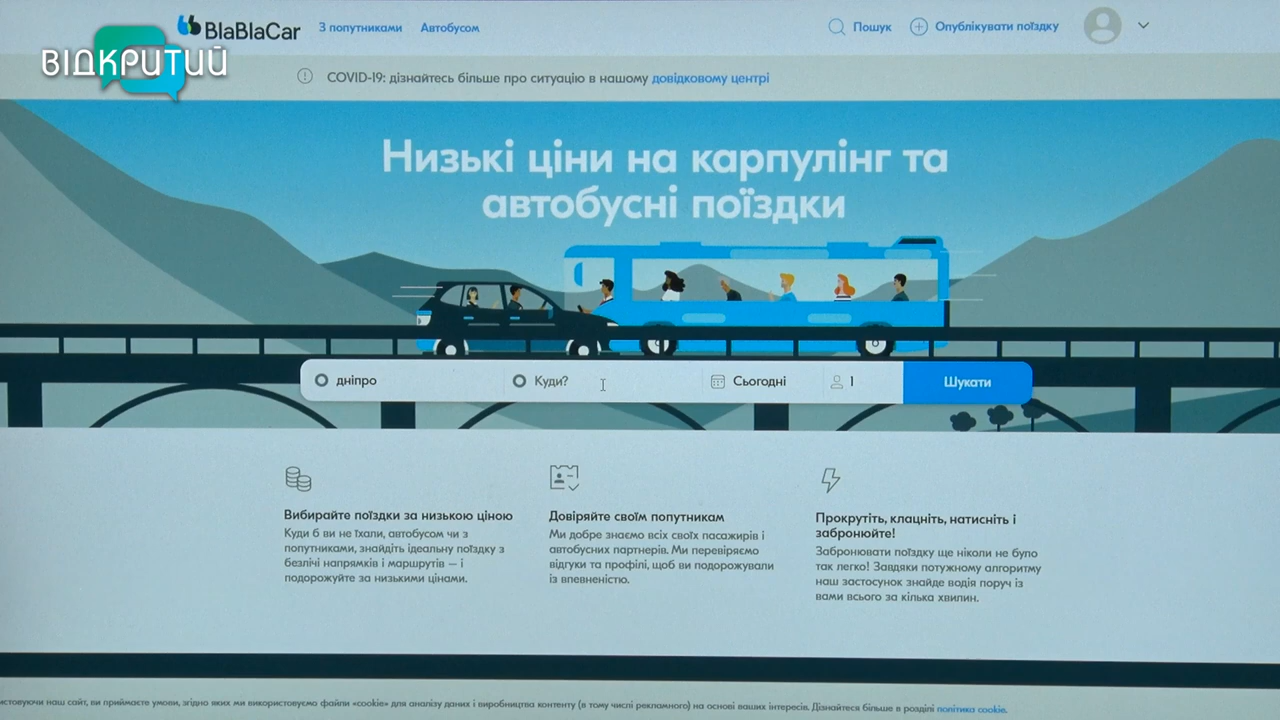 BlaBlaCar
З попутниками
Автобусом
Пошук
Опублікувати поїздку
ВІДКРИТИЙ
COVID-19: дізнайтесь більше про ситуацію в нашому довідковому центрі
Низькі ціни на карпулінг та
автобусні поїздки
дніпро
Куди?
Сьогодні
1
Шукати
Вибирайте поїздки за низькою ціною
Куди б ви не їхали, автобусом чи з
попутниками, знайдіть ідеальну поїздку з
безлічі напрямків і маршрутів — і
подорожуйте за низькими цінами.
Довіряйте своїм попутникам
Ми добре знаємо всіх своїх пасажирів і
автобусних партнерів. Ми перевіряємо
відгуки та профілі, щоб ви подорожували
із впевненістю.
Прокрутіть, клацніть, натисніть і
забронюйте!
Забронювати поїздку ще ніколи не було
так легко! Завдяки потужному алгоритму
наш застосунок знайде водія поруч із
вами всього за кілька хвилин.
истовуючи наш сайт, ви приймаєте умови, згідно яких ми використовуємо файли «cookie» для аналізу даних і виробництва контенту (в тому числі рекламного) на основі ваших інтересів. Дізнайтеся більше в розділі політика cookie.